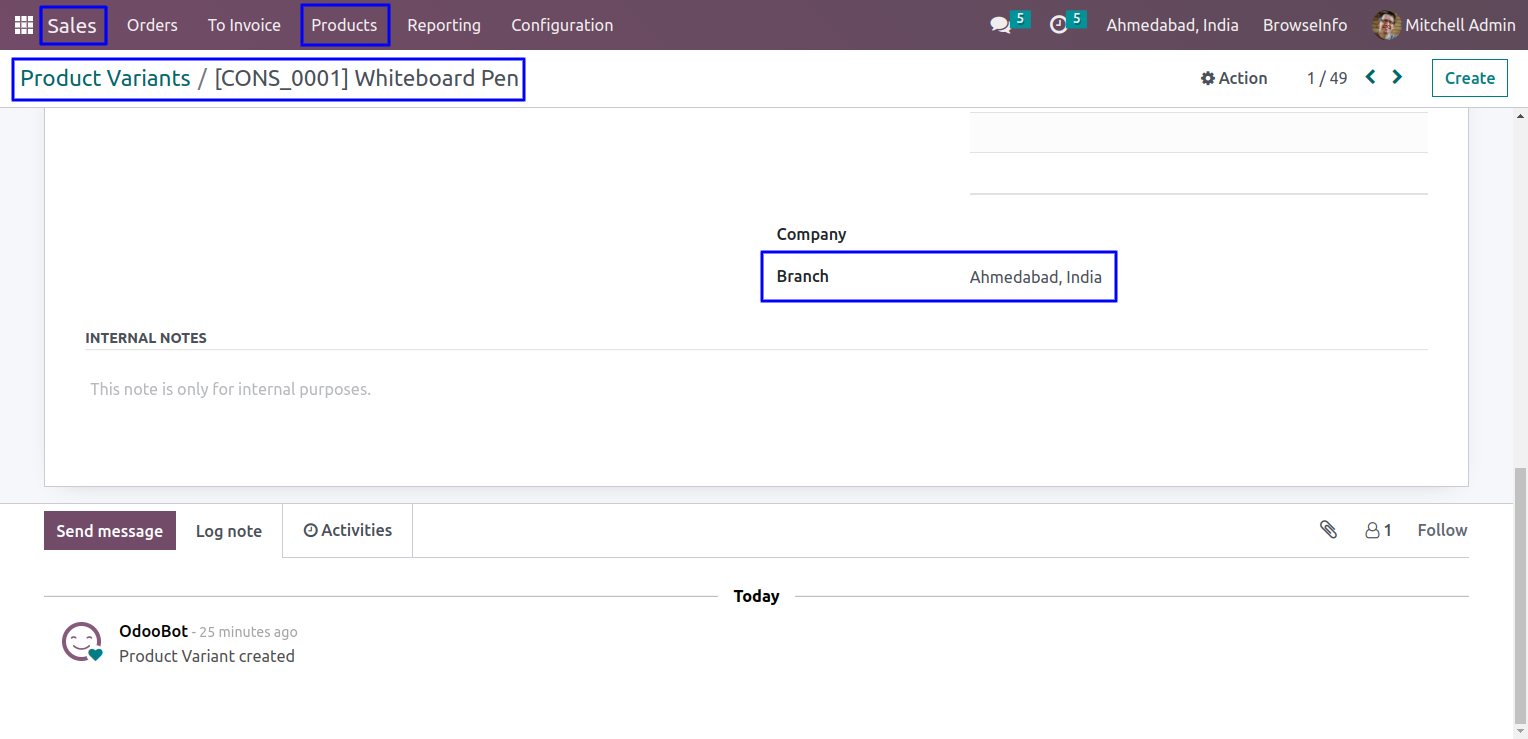 Sales Orders To Invoice Products Reporting Configuration 5 5 Ahmedabad, India BrowseInfo Mitchell Admin
Product Variants / [CONS_0001] Whiteboard Pen Action 1 / 49 Create
Company
Branch Ahmedabad, India
INTERNAL NOTES
This note is only for internal purposes.
Send message Log note Activities 1 Follow
Today
OdooBot - 25 minutes ago
Product Variant created